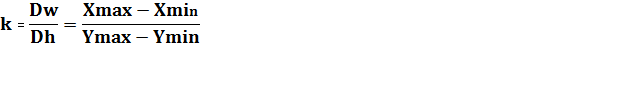 k = Dw/Dh = Xmax − Xmin/Ymax − Ymin